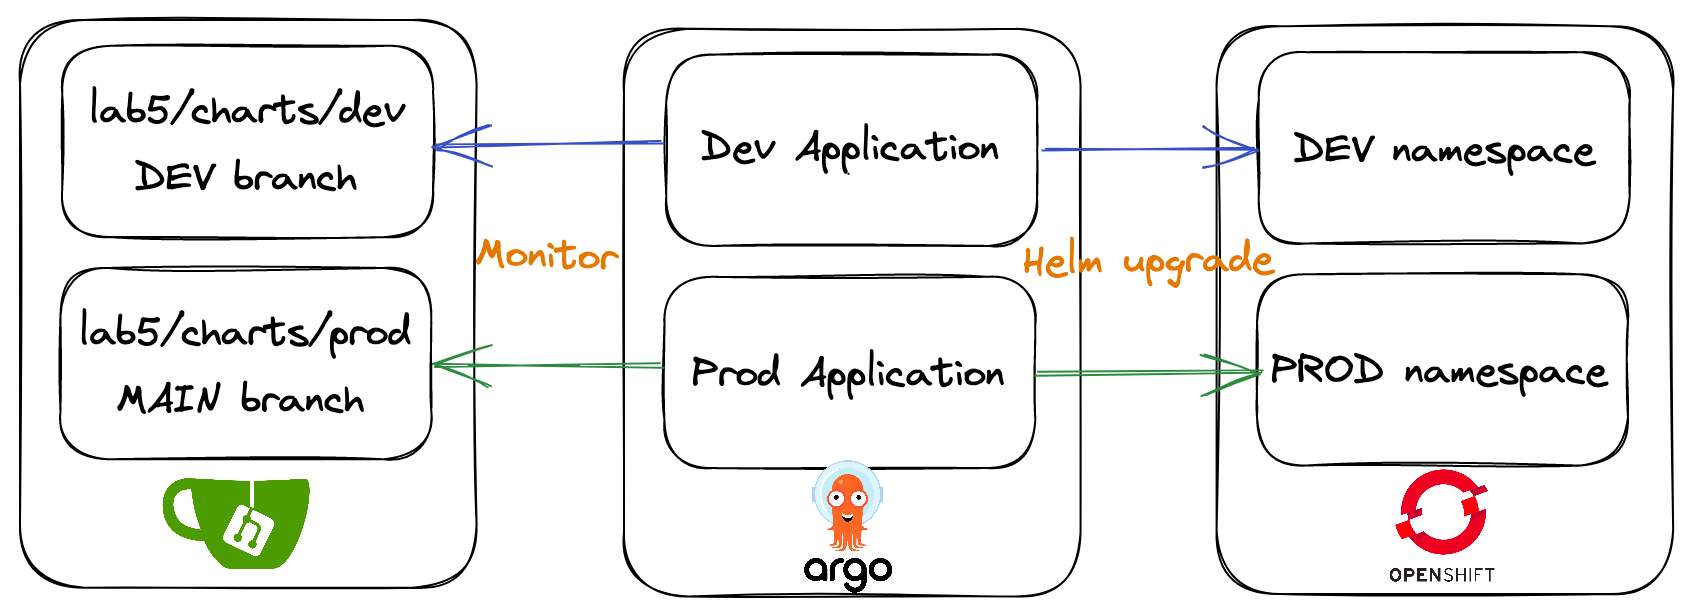 lab5/charts/dev
DEV branch
lab5/charts/prod
MAIN branch
Monitor
Dev Application
Prod Application
argo
Helm upgrade
DEV namespace
PROD namespace
OPENSHIFT